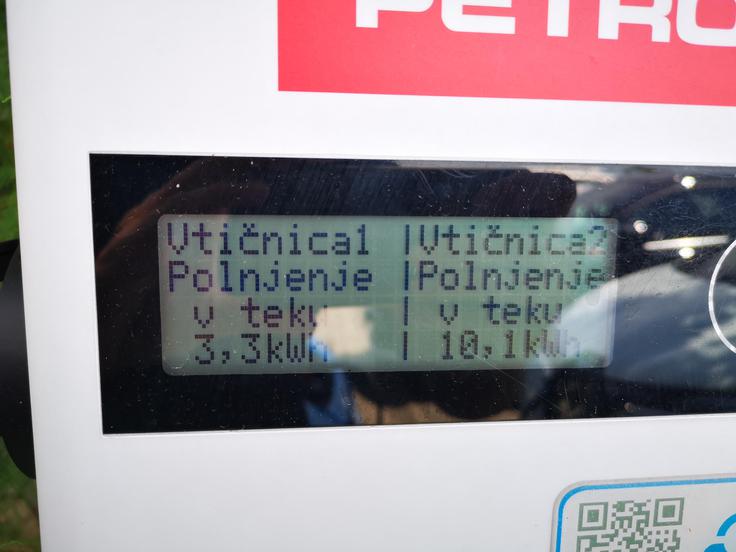 PETRO
Vtičnica1 |Vtičnica2
Polnjenje |Polnjenje
v teku | v teku
3,3kWh | 10,1kWh